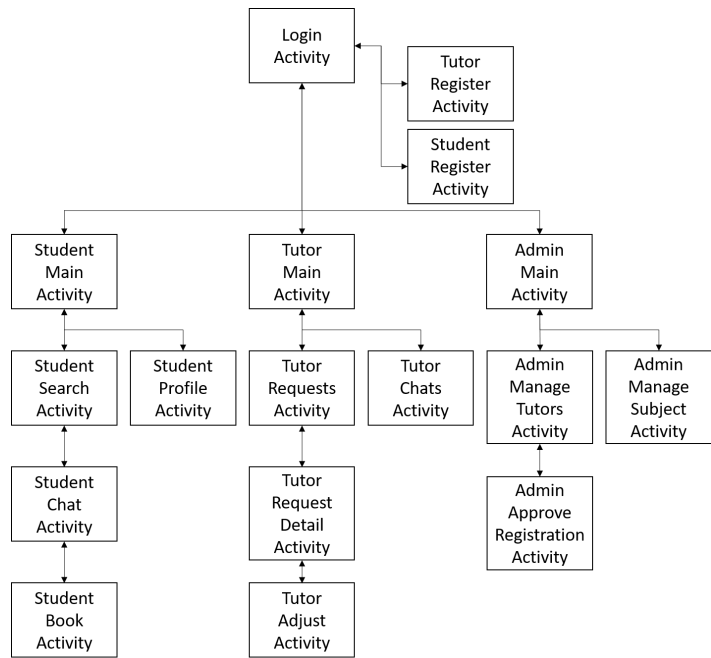 Login
Activity
Tutor
Register
Activity
Student
Register
Activity
Student
Main
Activity
Tutor
Main
Activity
Admin
Main
Activity
Student
Search
Activity
Student
Profile
Activity
Tutor
Requests
Activity
Tutor
Chats
Activity
Admin
Manage
Tutors
Activity
Admin
Manage
Subject
Activity
Student
Chat
Activity
Tutor
Request
Detail
Activity
Admin
Approve
Registration
Activity
Student
Book
Activity
Tutor
Adjust
Activity